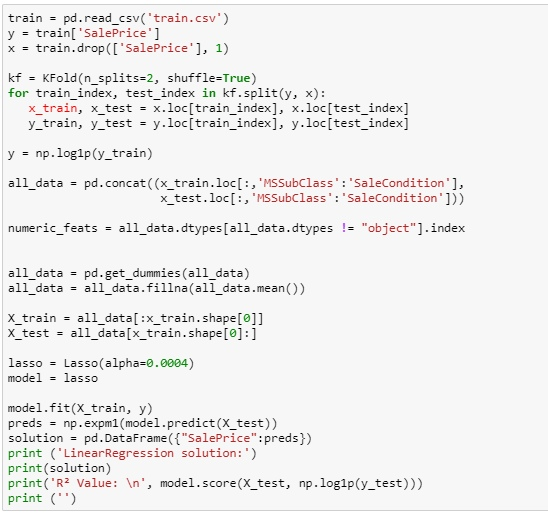 train = pd.read_csv('train.csv')
y = train['SalePrice']
x = train.drop(['SalePrice'], 1)
kf = KFold(n_splits=2, shuffle=True)
for train_index, test_index in kf.split(y, x):
x_train, x_test = x.loc[train_index], x.loc[test_index]
y_train, y_test = y.loc[train_index], y.loc[test_index]
y = np.log1p(y_train)
all_data = pd.concat((x_train.loc[:,'MSSubClass':'SaleCondition'],
x_test.loc[:,'MSSubClass':'SaleCondition']))
numeric_feats = all_data.dtypes[all_data.dtypes != "object"].index
all_data = pd.get_dummies(all_data)
all_data = all_data.fillna(all_data.mean())
X_train = all_data[:x_train.shape[0]]
X_test = all_data[x_train.shape[0]:]
lasso = Lasso(alpha=0.0004)
model = lasso
model.fit(X_train, y)
preds = np.expm1(model.predict(X_test))
solution = pd.DataFrame({"SalePrice":preds})
print ('LinearRegression solution:')
print(solution)
print('R² Value: \n', model.score(X_test, np.log1p(y_test)))
print ('')